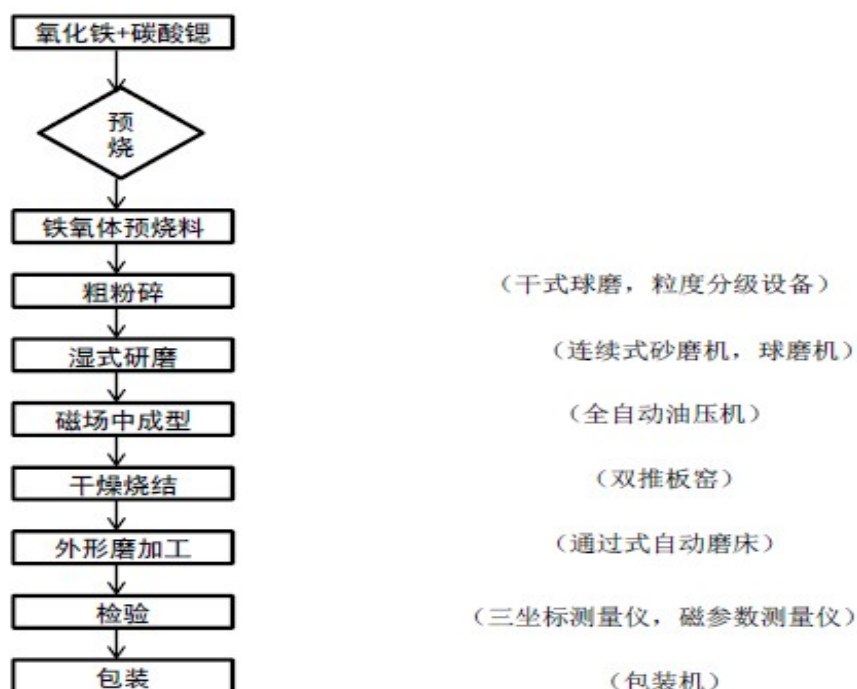 氧化铁+碳酸锶
预
烧
铁氧体预烧料
粗粉碎
（干式球磨，粒度分级设备）
湿式研磨
（连续式砂磨机，球磨机）
磁场中成型
（全自动油压机）
干燥烧结
（双推板窑）
外形磨加工
（通过式自动磨床）
检验
（三坐标测量仪，磁参数测量仪）
包装
（包装机）